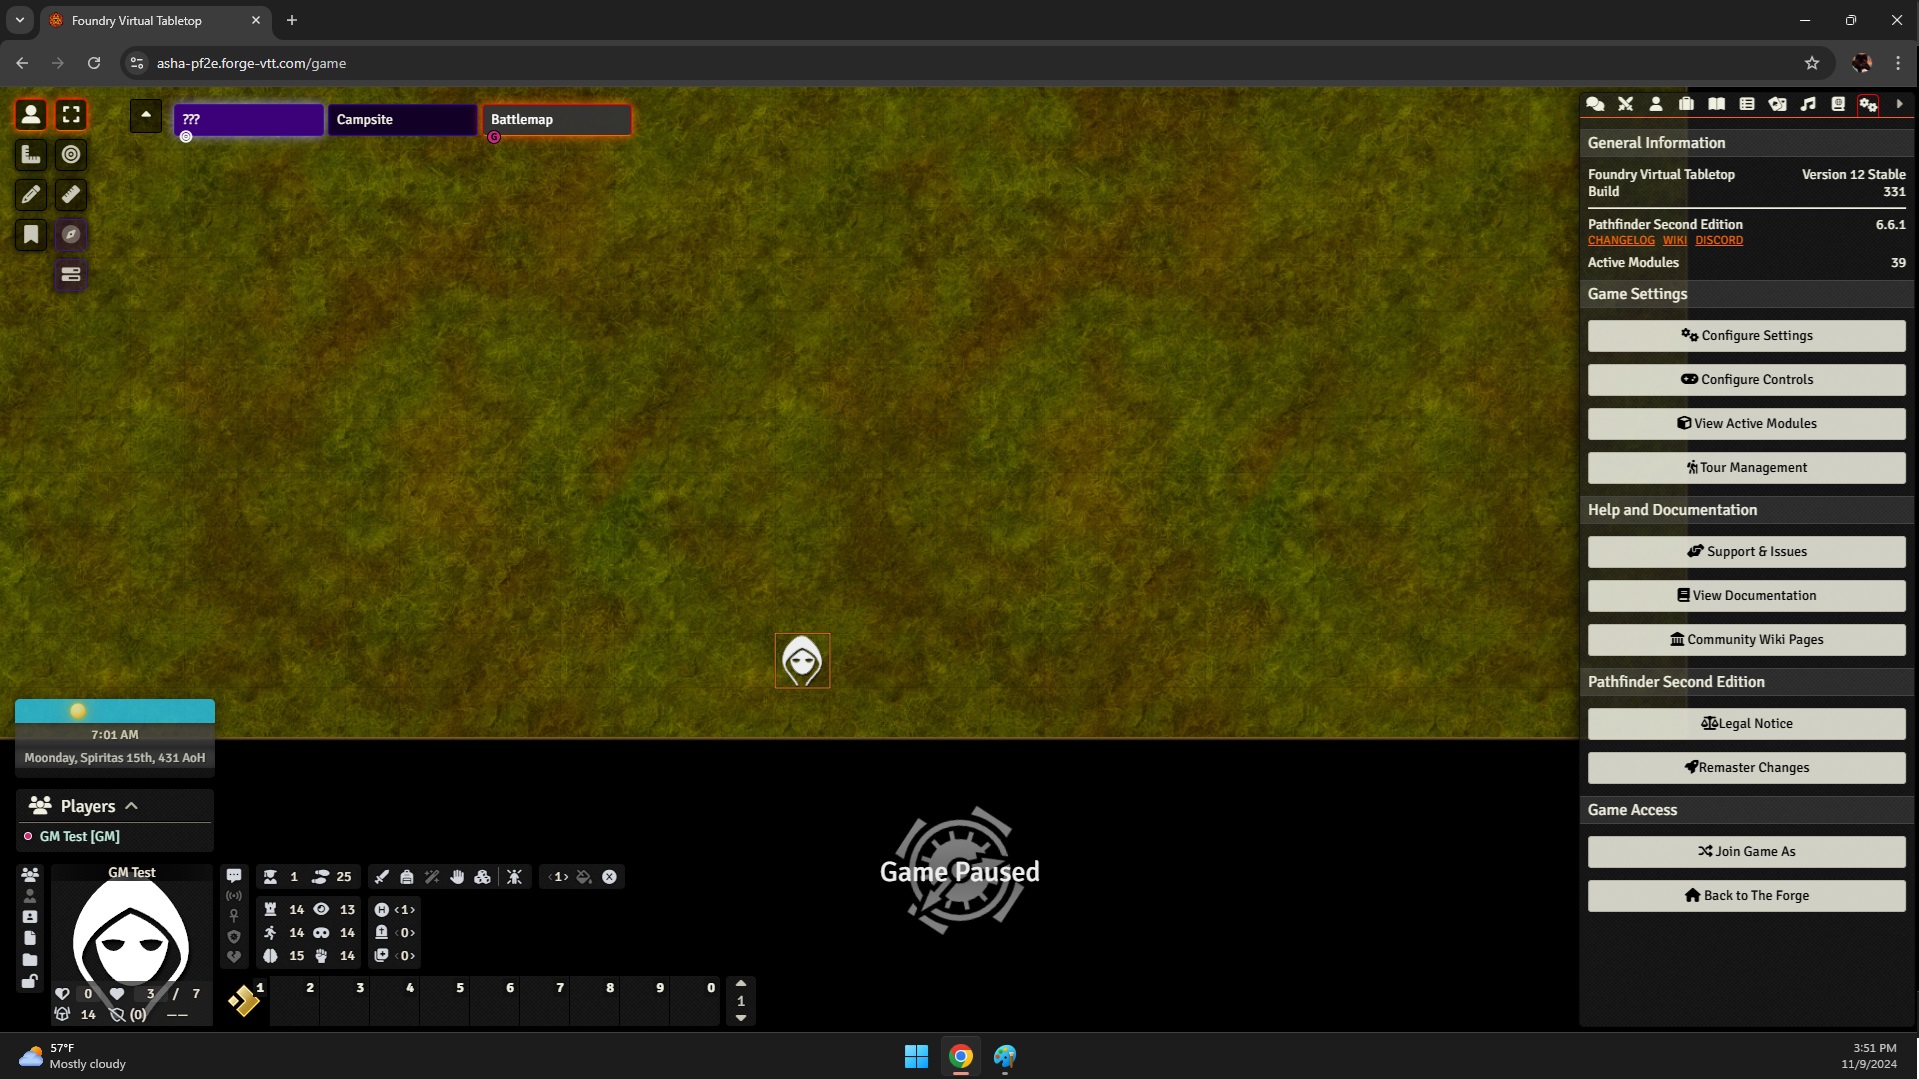 Foundry Virtual Tabletop
asha-pf2e.forge-vtt.com/game
???
Campsite
Battlemap
G
General Information
Foundry Virtual Tabletop Build
Version 12 Stable 331
Pathfinder Second Edition 6.6.1
CHANGELOG WIKI DISCORD
Active Modules 39
Game Settings
Configure Settings
Configure Controls
View Active Modules
Tour Management
Help and Documentation
Support & Issues
View Documentation
Community Wiki Pages
Pathfinder Second Edition
Legal Notice
Remaster Changes
Game Access
Join Game As
Back to The Forge
7:01 AM
Moonday, Spiritas 15th, 431 AoH
Players
GM Test [GM]
Game Paused
GM Test
1 25 <1>
14 13 H <1>
14 14 <0>
15 14 <0>
0 3 / 7
14 (0) ——
1 2 3 4 5 6 7 8 9 0
1
57°F
Mostly cloudy
3:51 PM
11/9/2024